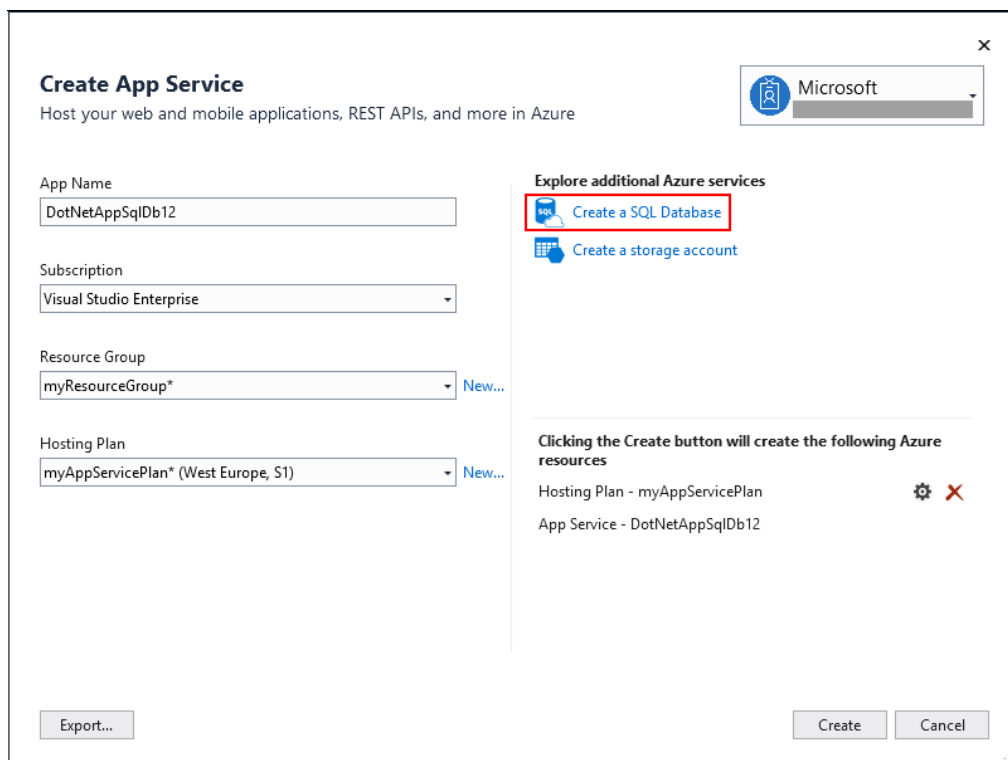 Create App Service
Host your web and mobile applications, REST APIs, and more in Azure
Microsoft
App Name
DotNetAppSqlDb12
Subscription
Visual Studio Enterprise
Resource Group
myResourceGroup*
New...
Hosting Plan
myAppServicePlan* (West Europe, S1)
New...
Explore additional Azure services
SQL
Create a SQL Database
Create a storage account
Clicking the Create button will create the following Azure
resources
Hosting Plan - myAppServicePlan
App Service - DotNetAppSqlDb12
Export...
Create
Cancel